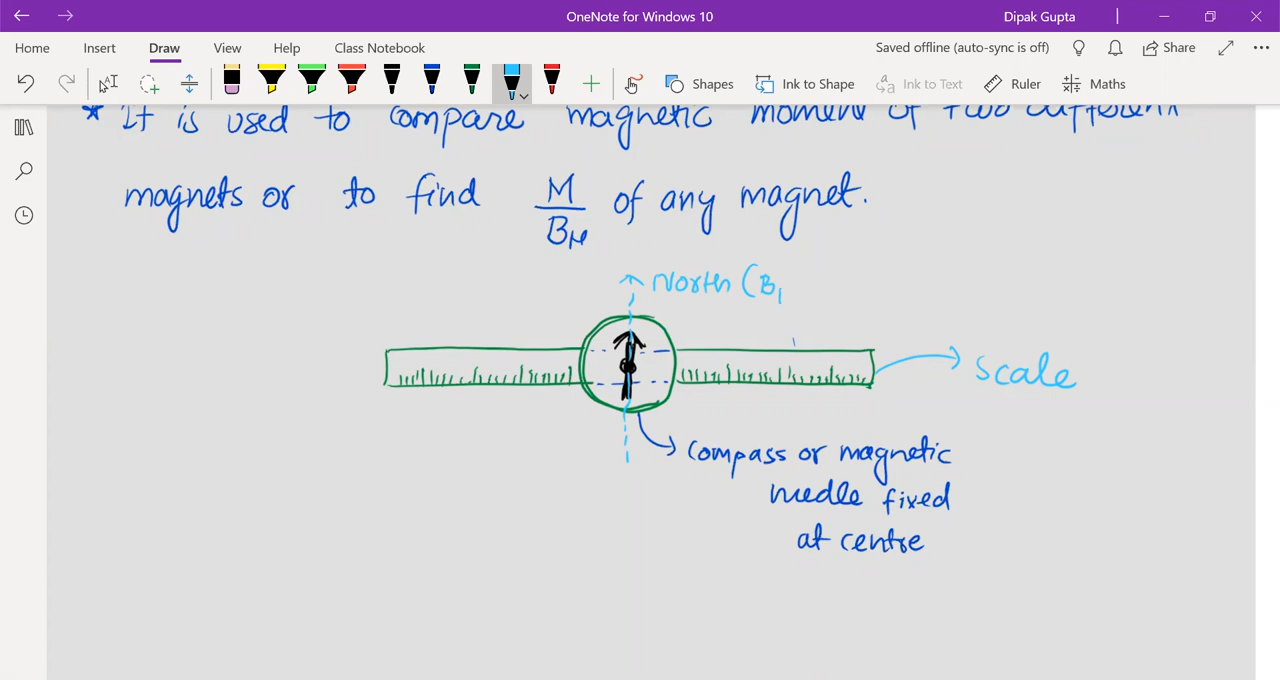 OneNote for Windows 10
Dipak Gupta
Home Insert Draw View Help Class Notebook
Saved offline (auto-sync is off)
Share
Shapes
Ink to Shape
Ink to Text
Ruler
Maths
* It is used to compare magnetic moment of two different
magnets or to find M/B_H of any magnet.
North (B
scale
compass or magnetic
needle fixed
at centre